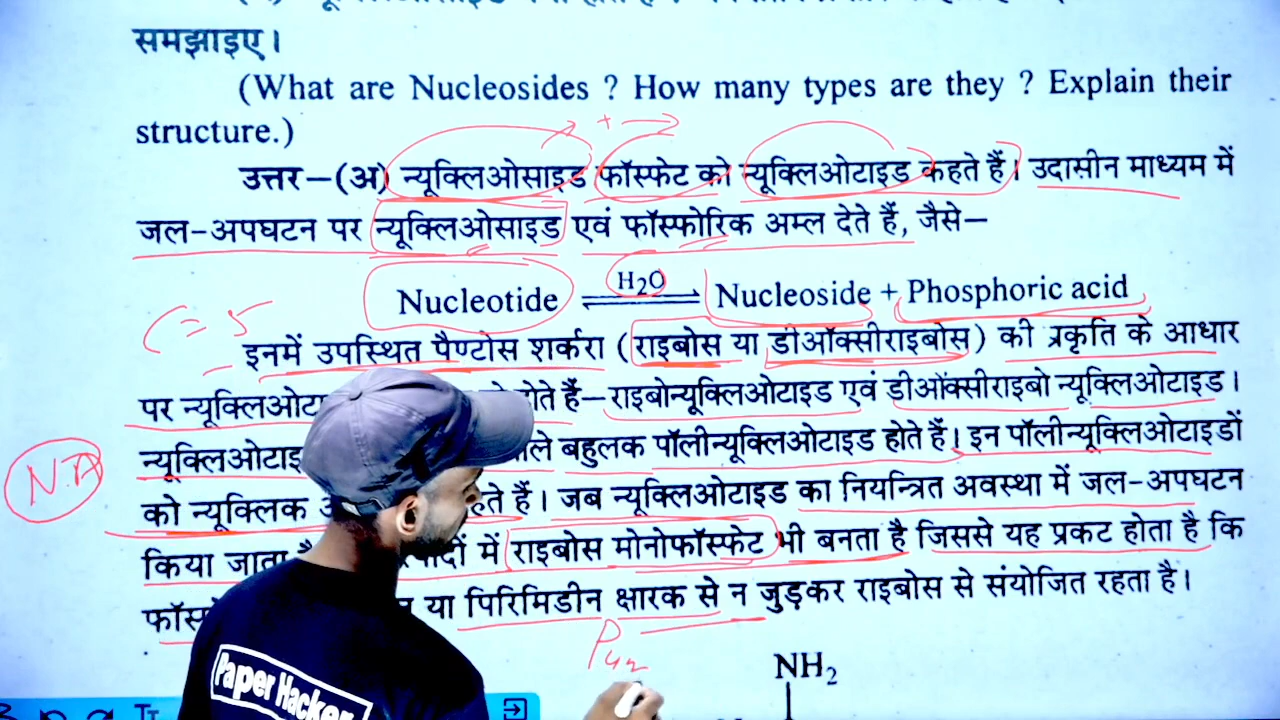 समझाइए।
(What are Nucleosides ? How many types are they ? Explain their
structure.)
उत्तर–(अ) न्यूक्लिओसाइड फॉस्फेट को न्यूक्लिओटाइड कहते हैं। उदासीन माध्यम में
जल-अपघटन पर न्यूक्लिओसाइड एवं फॉस्फोरिक अम्ल देते हैं, जैसे–
Nucleotide ⇌ H₂O Nucleoside + Phosphoric acid
C = 5
इनमें उपस्थित पैण्टोस शर्करा (राइबोस या डीऑक्सीराइबोस) की प्रकृति के आधार
पर होते हैं–राइबोन्यूक्लिओटाइड एवं डीऑक्सीराइबो न्यूक्लिओटाइड।
बहुलक पॉलीन्यूक्लिओटाइड होते हैं। इन पॉलीन्यूक्लिओटाइडों
N.A
को न्यूक्लिक हैं। जब न्यूक्लिओटाइड का नियन्त्रित अवस्था में जल-अपघटन
किया जाता में राइबोस मोनोफॉस्फेट भी बनता है जिससे यह प्रकट होता है कि
या पिरिमिडीन क्षारक से न जुड़कर राइबोस से संयोजित रहता है।
NH₂
Paper Hacker